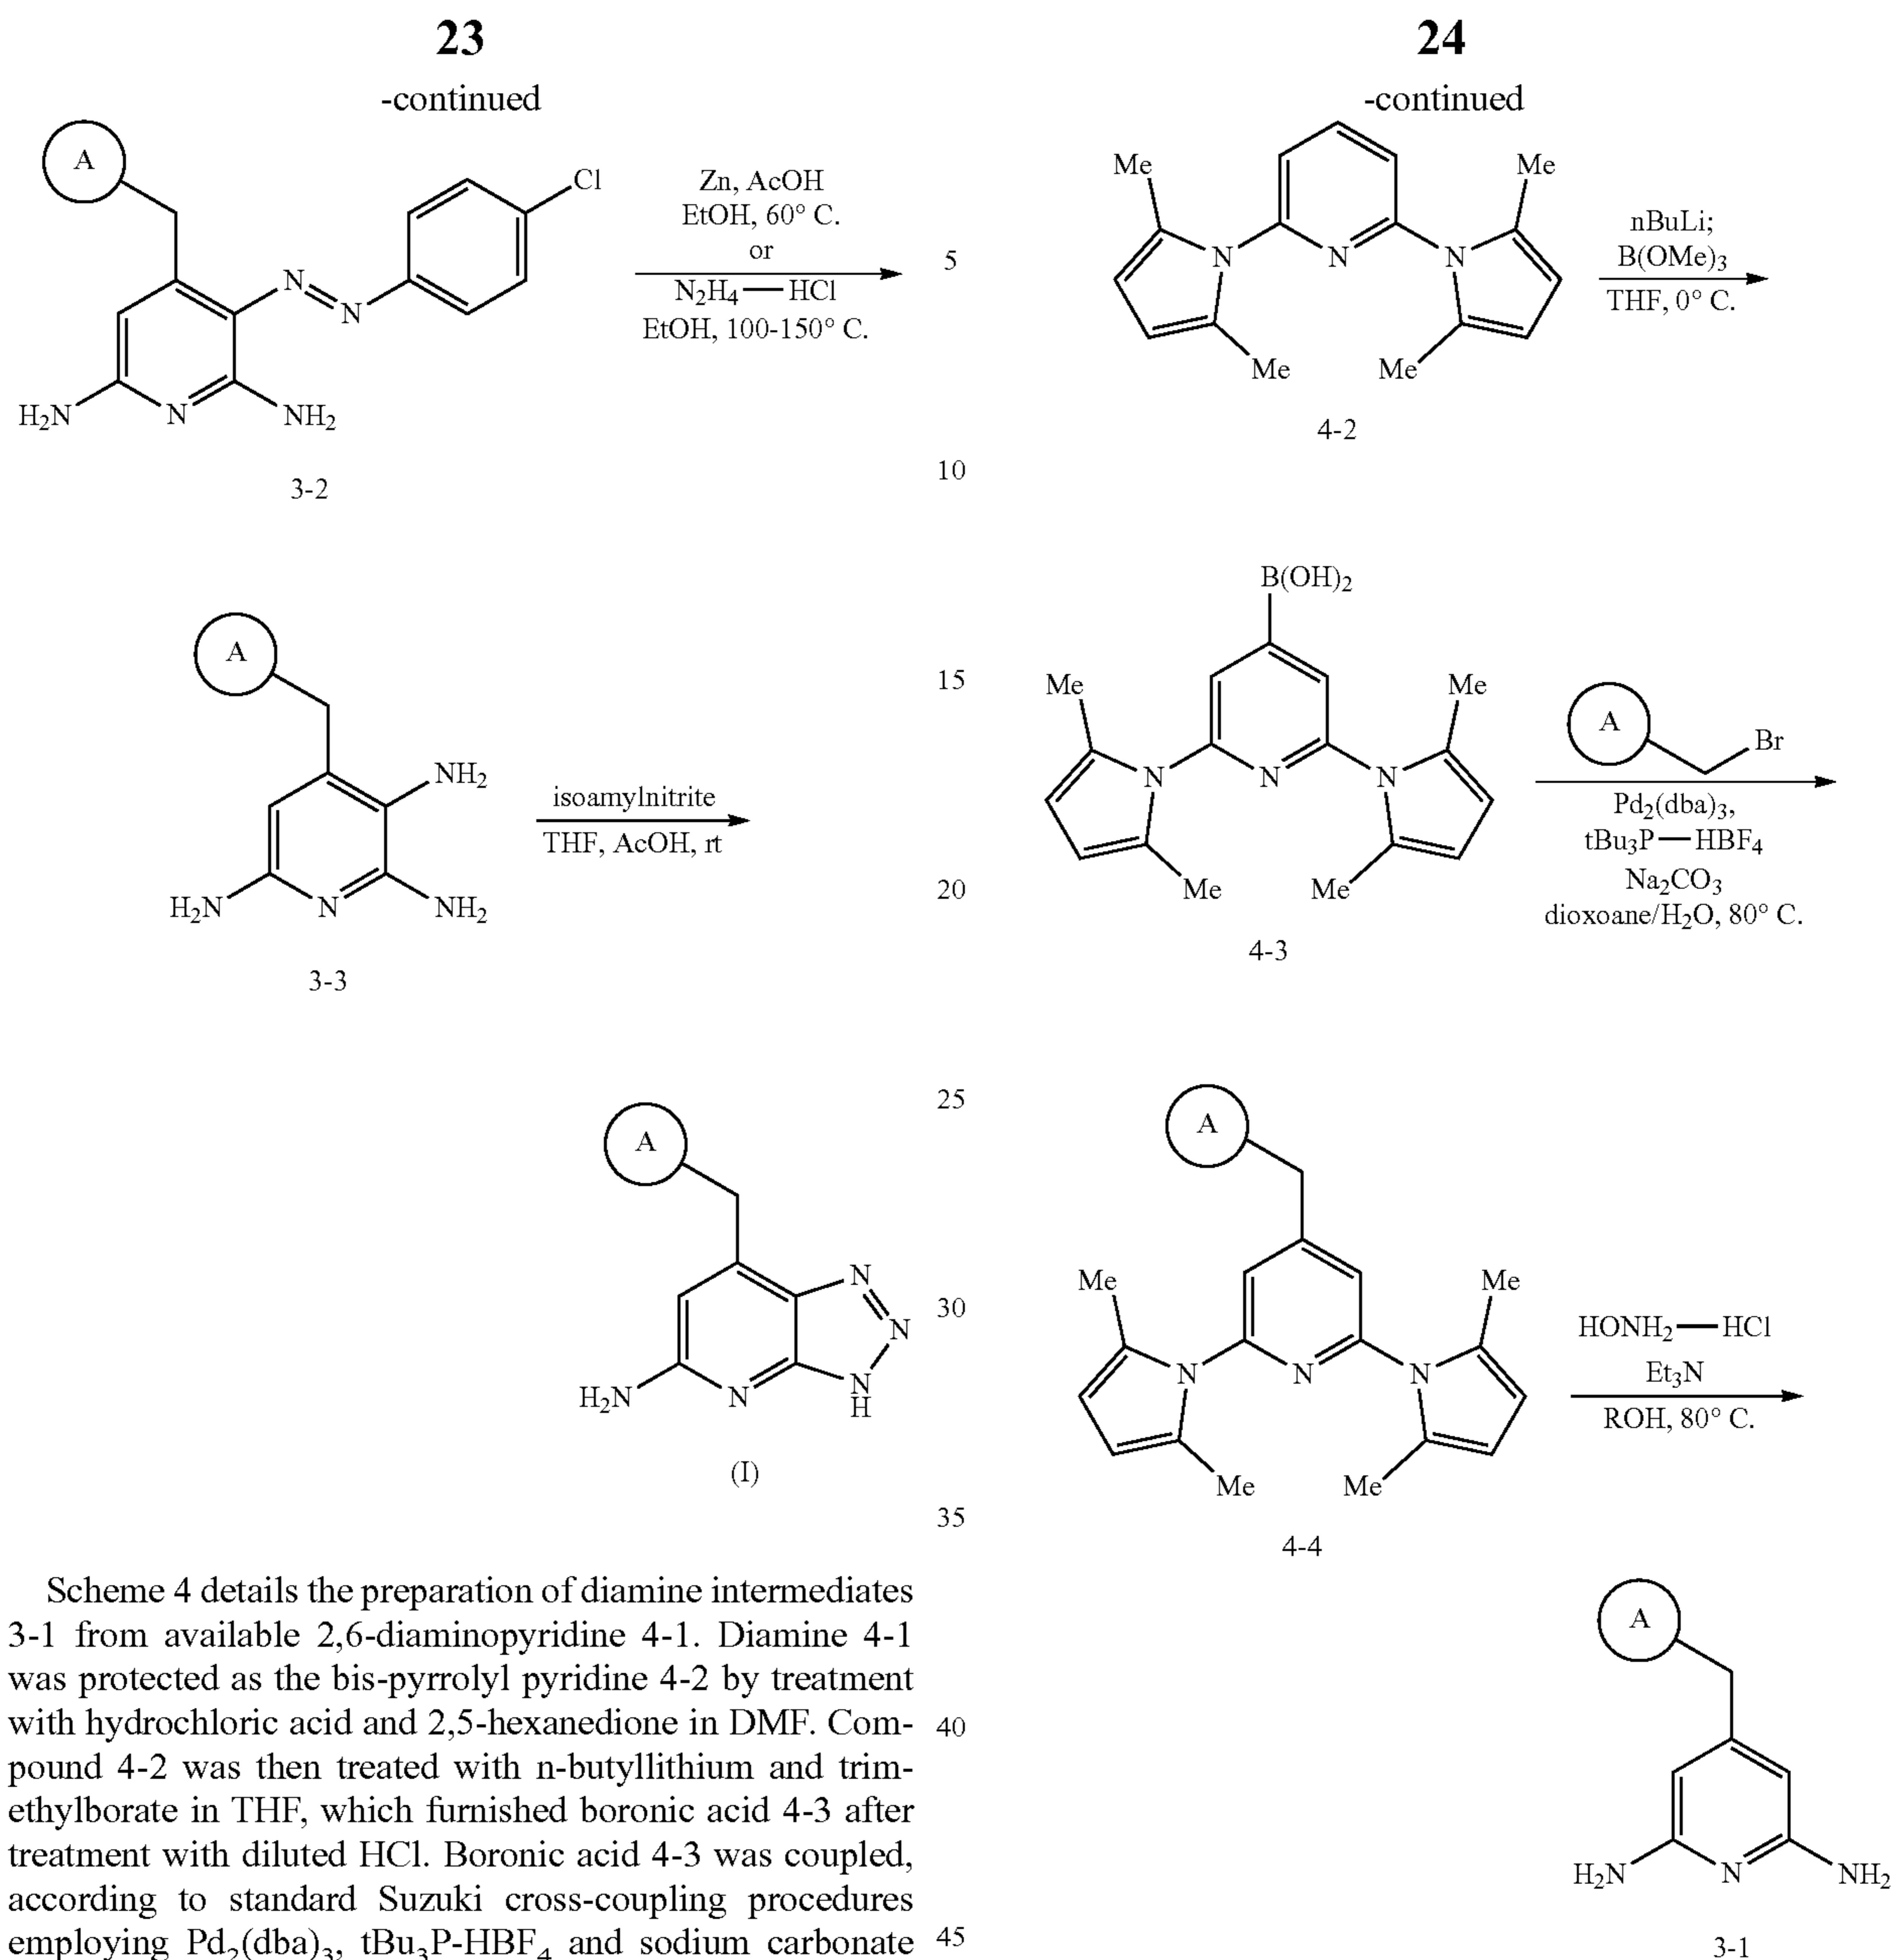 23
-continued
A
Cl
N
N
H2N
N
NH2
3-2
Zn, AcOH
EtOH, 60° C.
or
N2H4—HCl
EtOH, 100-150° C.
A
NH2
H2N
N
NH2
3-3
isoamylnitrite
THF, AcOH, rt
A
N
N
H2N
N
N
H
(I)
Scheme 4 details the preparation of diamine intermediates
3-1 from available 2,6-diaminopyridine 4-1. Diamine 4-1
was protected as the bis-pyrrolyl pyridine 4-2 by treatment
with hydrochloric acid and 2,5-hexanedione in DMF. Com-
pound 4-2 was then treated with n-butyllithium and trim-
ethylborate in THF, which furnished boronic acid 4-3 after
treatment with diluted HCl. Boronic acid 4-3 was coupled,
according to standard Suzuki cross-coupling procedures
employing Pd2(dba)3, tBu3P-HBF4 and sodium carbonate
5
10
15
20
25
30
35
40
45
24
-continued
Me
Me
N
N
N
Me
Me
4-2
nBuLi;
B(OMe)3
THF, 0° C.
B(OH)2
Me
Me
N
N
N
Me
Me
4-3
A
Br
Pd2(dba)3,
tBu3P—HBF4
Na2CO3
dioxoane/H2O, 80° C.
A
Me
Me
N
N
N
Me
Me
4-4
HONH2—HCl
Et3N
ROH, 80° C.
A
H2N
N
NH2
3-1